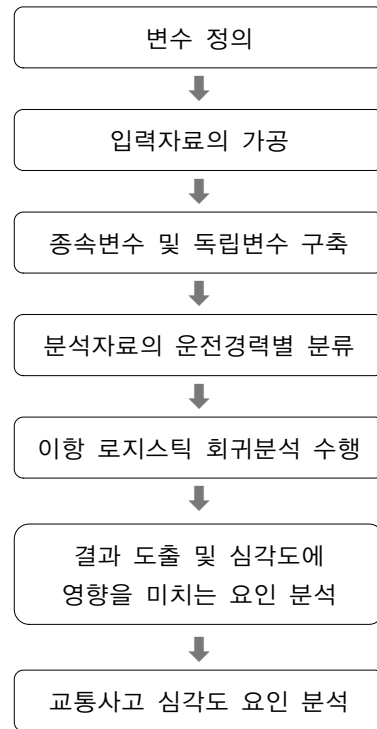 변수 정의
입력자료의 가공
종속변수 및 독립변수 구축
분석자료의 운전경력별 분류
이항 로지스틱 회귀분석 수행
결과 도출 및 심각도에
영향을 미치는 요인 분석
교통사고 심각도 요인 분석